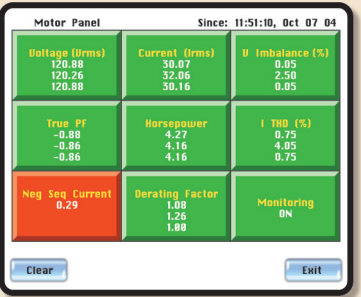 Motor Panel
Since: 11:51:10, Oct 07 04
Voltage (Vrms)
120.88
120.26
120.88
Current (Irms)
30.07
32.06
30.16
V Imbalance (%)
0.05
2.50
0.05
True PF
-0.88
-0.86
-0.86
Horsepower
4.27
4.16
4.16
I THD (%)
0.75
4.05
0.75
Neg Seq Current
0.29
Derating Factor
1.08
1.26
1.00
Monitoring
ON
Clear
Exit